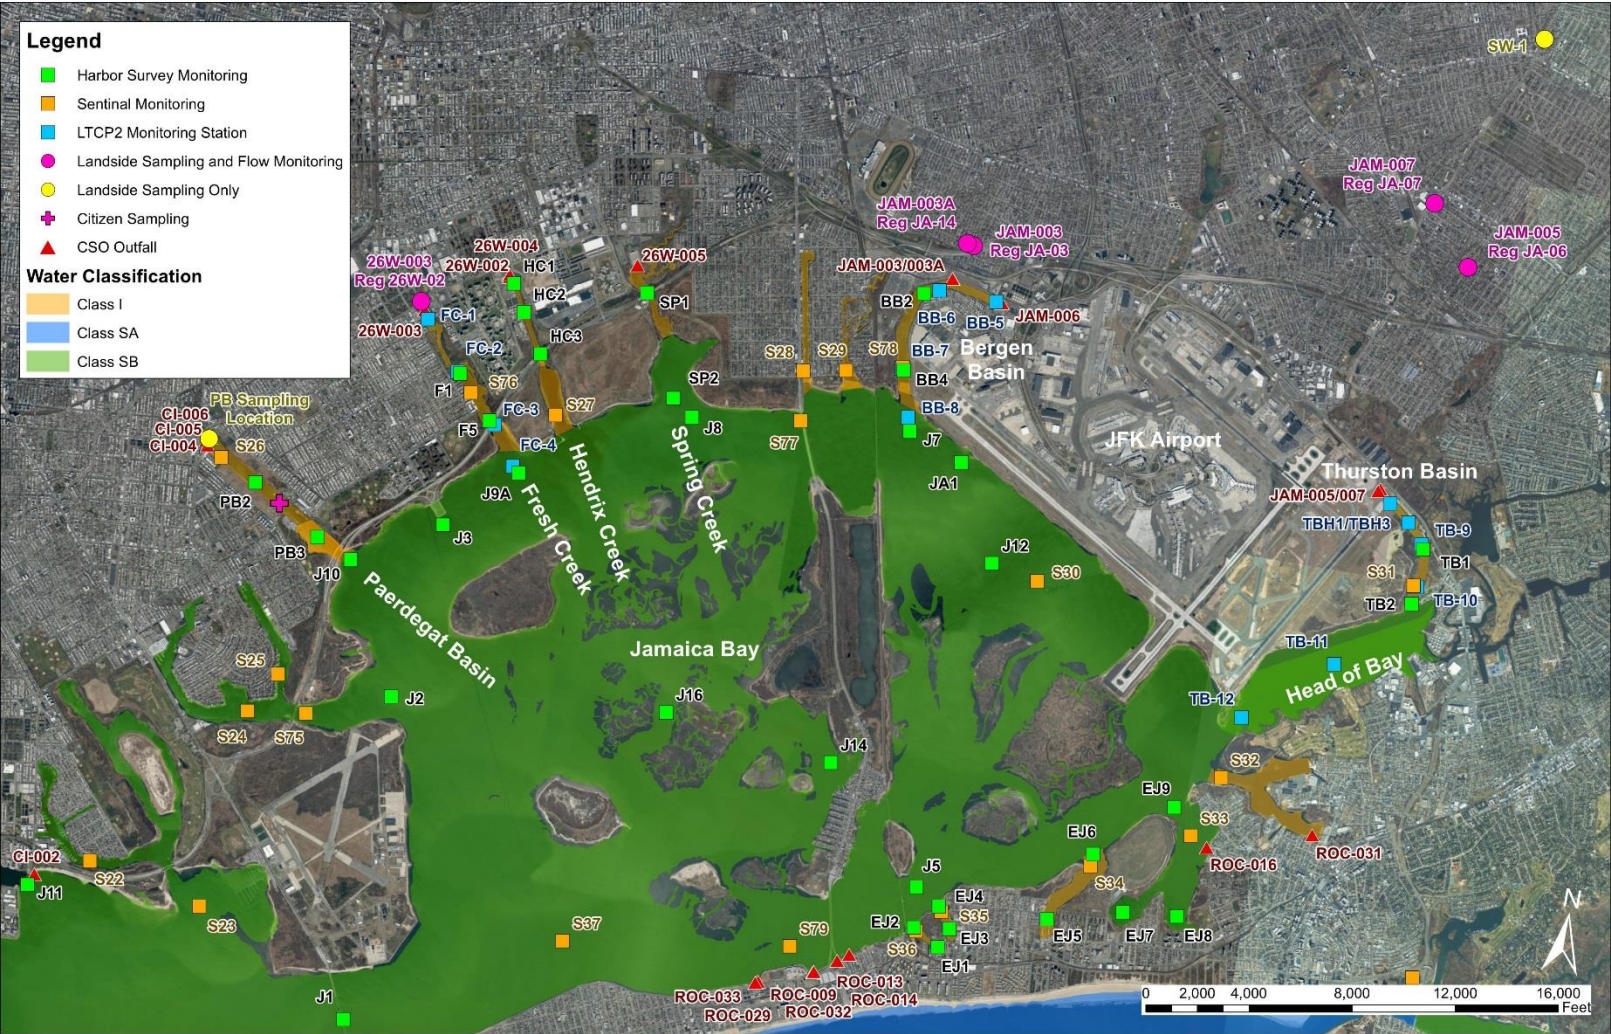 Legend
Harbor Survey Monitoring
Sentinal Monitoring
LTCP2 Monitoring Station
Landside Sampling and Flow Monitoring
Landside Sampling Only
Citizen Sampling
CSO Outfall
Water Classification
Class I
Class SA
Class SB
SW-1
JAM-007
Reg JA-07
JAM-005
Reg JA-06
JAM-003A
Reg JA-14
JAM-003
Reg JA-03
JAM-003/003A
JAM-006
26W-004
26W-002
HC1
HC2
HC3
26W-005
SP1
26W-003
Reg 26W-02
26W-003
FC-1
FC-2
F1
S76
FC-3
F5
FC-4
S27
J9A
BB2
BB-6
BB-5
S28
S29
S78
BB-7
BB4
BB-8
J7
JA1
Bergen
Basin
SP2
J8
S77
PB Sampling
Location
CI-006
CI-005
CI-004
S26
PB2
PB3
J10
J3
Paerdegat Basin
Fresh Creek
Hendrix Creek
Spring Creek
JFK Airport
Thurston Basin
JAM-005/007
TBH1/TBH3
TB-9
TB1
S31
TB-10
TB2
TB-11
Head of Bay
TB-12
J12
S30
Jamaica Bay
S25
S24
S75
J2
J16
J14
S32
EJ9
S33
ROC-016
ROC-031
EJ6
S34
EJ5
EJ7
EJ8
J5
EJ4
S35
EJ2
EJ3
S36
EJ1
CI-002
J11
S22
S23
S37
S79
J1
ROC-033
ROC-029
ROC-009
ROC-032
ROC-013
ROC-014
N
0 2,000 4,000 8,000 12,000 16,000
Feet